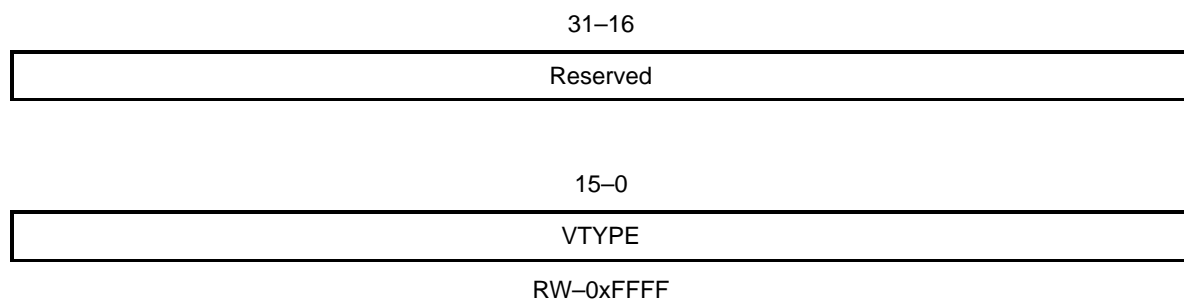 31–16
Reserved
15–0
VTYPE
RW–0xFFFF